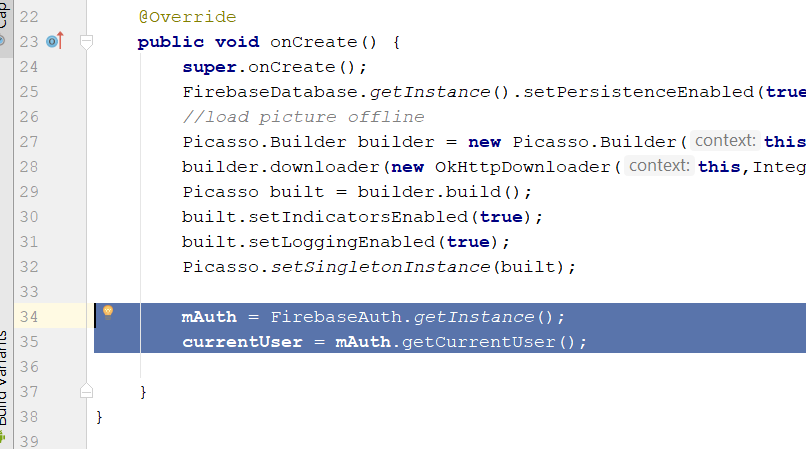 Cap
22 @Override
23 public void onCreate() {
24 super.onCreate();
25 FirebaseDatabase.getInstance().setPersistenceEnabled(true
26 //load picture offline
27 Picasso.Builder builder = new Picasso.Builder( context: this
28 builder.downloader(new OkHttpDownloader( context: this,Integ
29 Picasso built = builder.build();
30 built.setIndicatorsEnabled(true);
31 built.setLoggingEnabled(true);
32 Picasso.setSingletonInstance(built);
33
34 mAuth = FirebaseAuth.getInstance();
35 currentUser = mAuth.getCurrentUser();
36
37 }
38 }
39
Build Variants